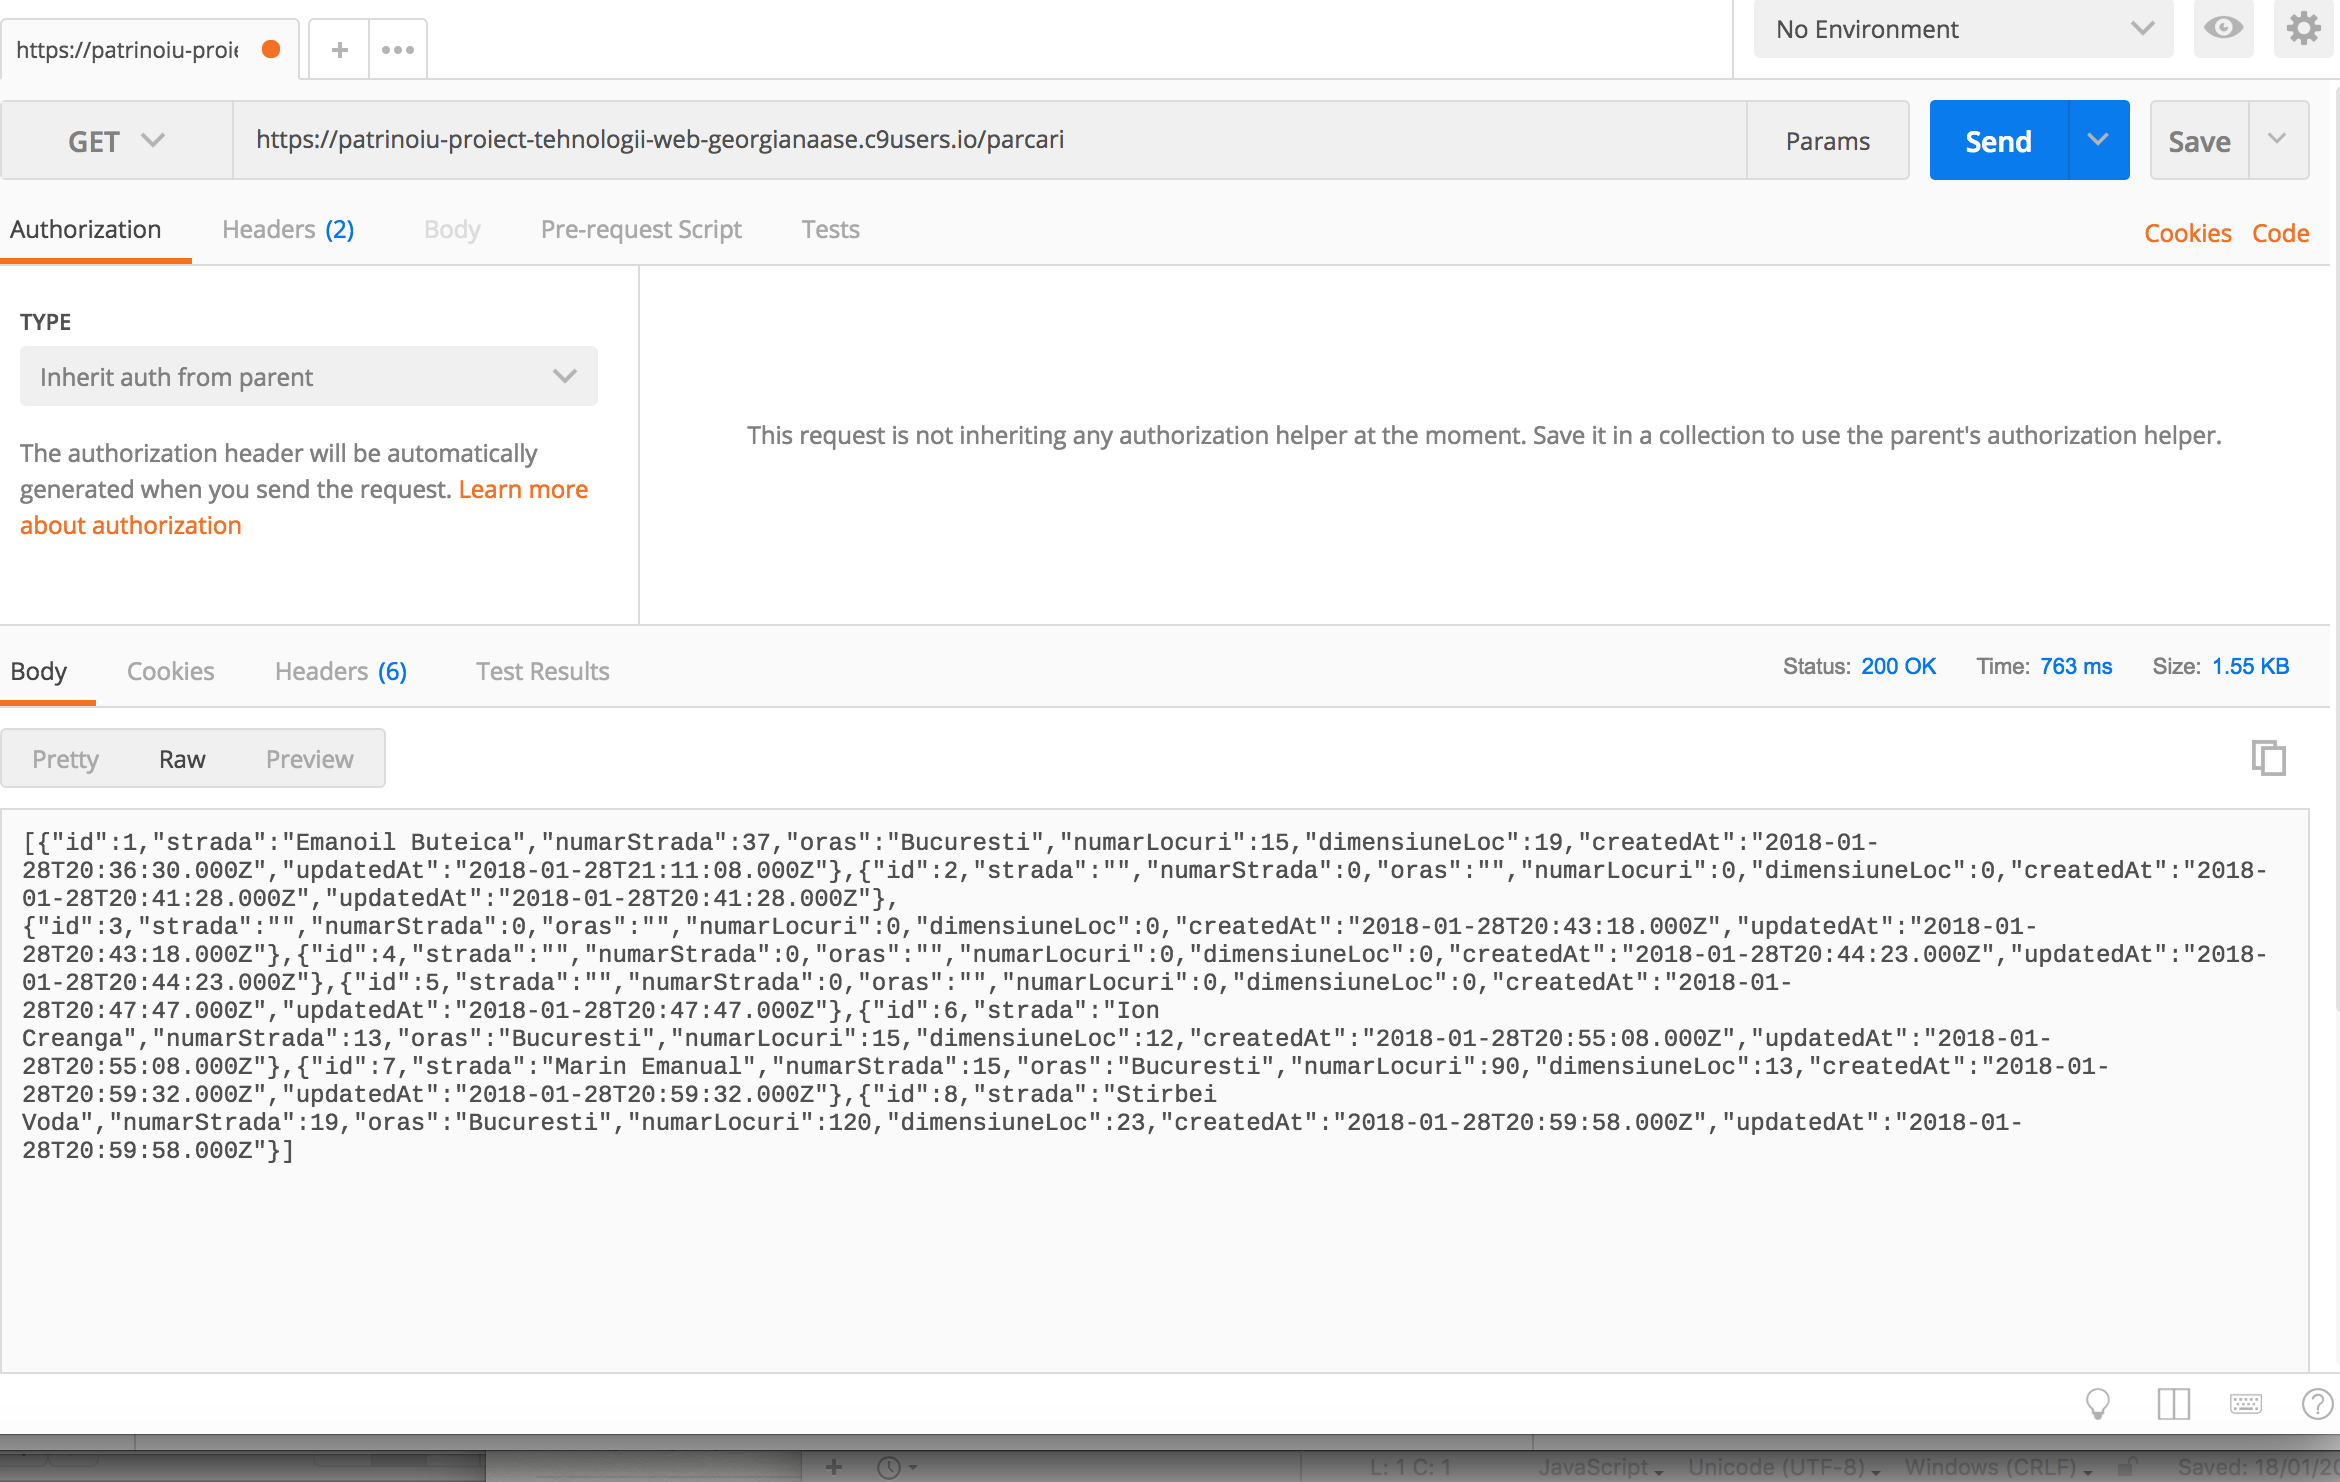 https://patrinoiu-proie
No Environment
GET https://patrinoiu-proiect-tehnologii-web-georgianaase.c9users.io/parcari Params Send Save
Authorization Headers (2) Body Pre-request Script Tests Cookies Code
TYPE
Inherit auth from parent
The authorization header will be automatically
generated when you send the request. Learn more
about authorization
This request is not inheriting any authorization helper at the moment. Save it in a collection to use the parent's authorization helper.
Body Cookies Headers (6) Test Results Status: 200 OK Time: 763 ms Size: 1.55 KB
Pretty Raw Preview
[{"id":1,"strada":"Emanoil Buteica","numarStrada":37,"oras":"Bucuresti","numarLocuri":15,"dimensiuneLoc":19,"createdAt":"2018-01-
28T20:36:30.000Z","updatedAt":"2018-01-28T21:11:08.000Z"},{"id":2,"strada":"","numarStrada":0,"oras":"","numarLocuri":0,"dimensiuneLoc":0,"createdAt":"2018-
01-28T20:41:28.000Z","updatedAt":"2018-01-28T20:41:28.000Z"},
{"id":3,"strada":"","numarStrada":0,"oras":"","numarLocuri":0,"dimensiuneLoc":0,"createdAt":"2018-01-28T20:43:18.000Z","updatedAt":"2018-01-
28T20:43:18.000Z"},{"id":4,"strada":"","numarStrada":0,"oras":"","numarLocuri":0,"dimensiuneLoc":0,"createdAt":"2018-01-28T20:44:23.000Z","updatedAt":"2018-
01-28T20:44:23.000Z"},{"id":5,"strada":"","numarStrada":0,"oras":"","numarLocuri":0,"dimensiuneLoc":0,"createdAt":"2018-01-
28T20:47:47.000Z","updatedAt":"2018-01-28T20:47:47.000Z"},{"id":6,"strada":"Ion
Creanga","numarStrada":13,"oras":"Bucuresti","numarLocuri":15,"dimensiuneLoc":12,"createdAt":"2018-01-28T20:55:08.000Z","updatedAt":"2018-01-
28T20:55:08.000Z"},{"id":7,"strada":"Marin Emanual","numarStrada":15,"oras":"Bucuresti","numarLocuri":90,"dimensiuneLoc":13,"createdAt":"2018-01-
28T20:59:32.000Z","updatedAt":"2018-01-28T20:59:32.000Z"},{"id":8,"strada":"Stirbei
Voda","numarStrada":19,"oras":"Bucuresti","numarLocuri":120,"dimensiuneLoc":23,"createdAt":"2018-01-28T20:59:58.000Z","updatedAt":"2018-01-
28T20:59:58.000Z"}]
L: 1 C: 1 JavaScript Unicode (UTF-8) Windows (CRLF) Saved: 18/01/20